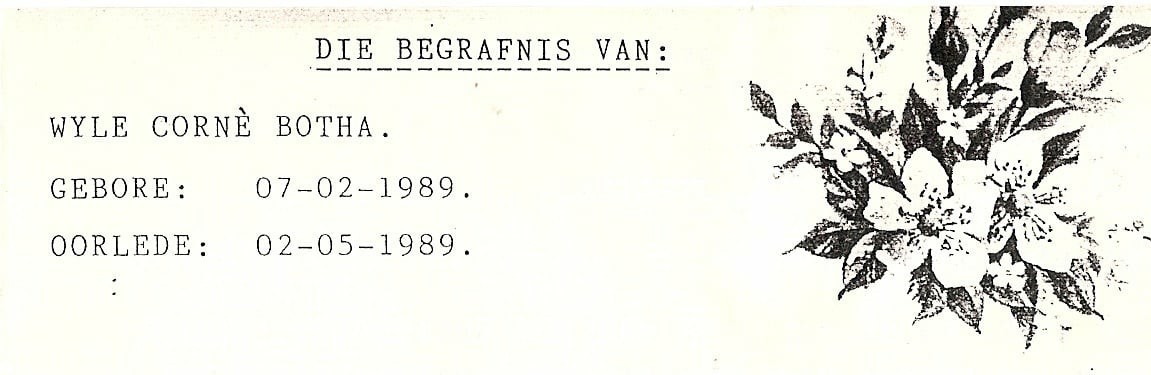 DIE BEGRAFNIS VAN:
WYLE CORNÈ BOTHA.
GEBORE: 07-02-1989.
OORLEDE: 02-05-1989.